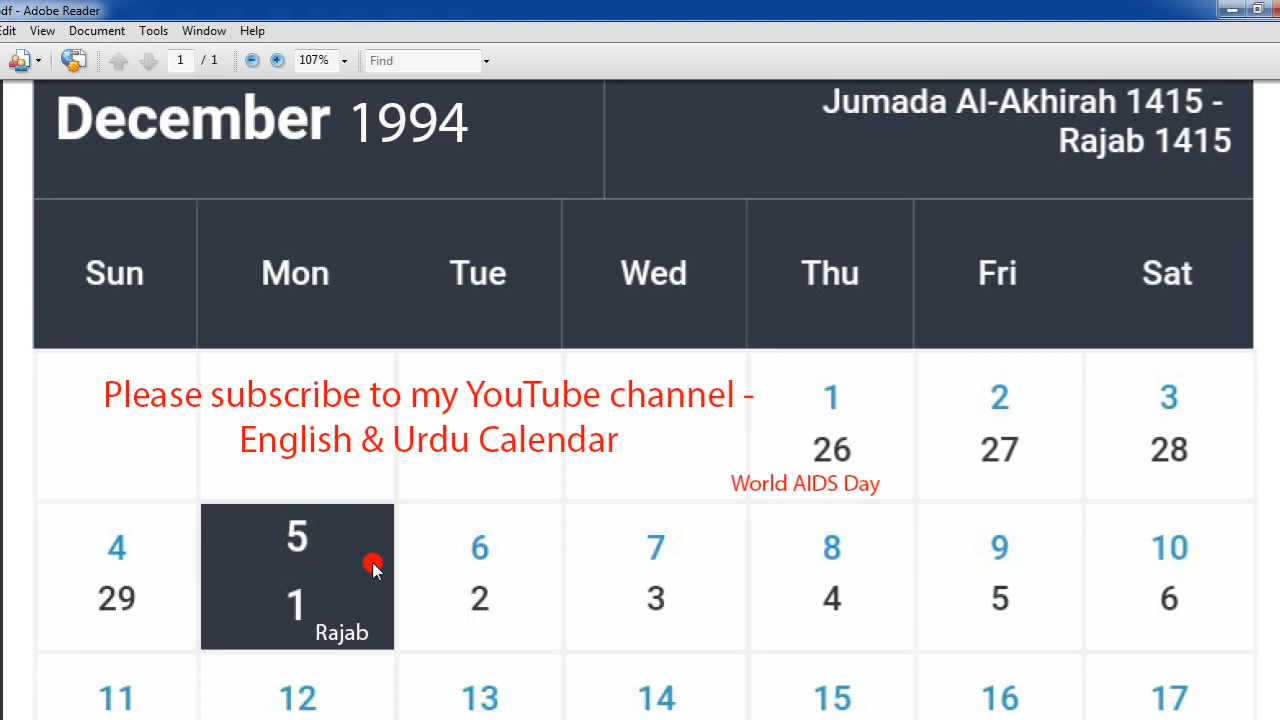 df - Adobe Reader
Edit View Document Tools Window Help
1 / 1 107% Find
December 1994
Jumada Al-Akhirah 1415 -
Rajab 1415
Sun Mon Tue Wed Thu Fri Sat
Please subscribe to my YouTube channel -
English & Urdu Calendar
1 2 3
26 27 28
World AIDS Day
4 5 6 7 8 9 10
29 1 2 3 4 5 6
Rajab
11 12 13 14 15 16 17